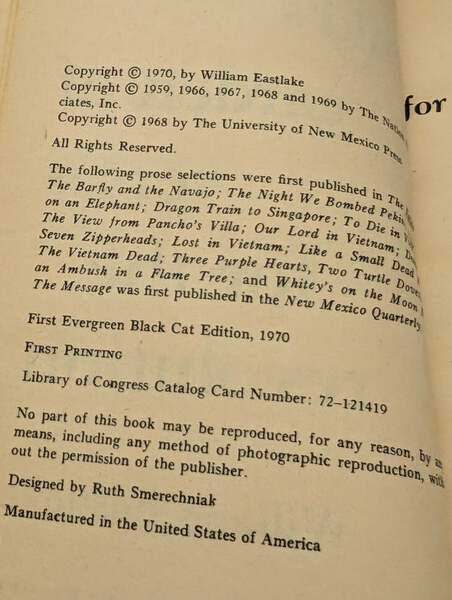 Copyright © 1970, by William Eastlake
Copyright © 1959, 1966, 1967, 1968 and 1969 by The Nation
ciates, Inc.
Copyright © 1968 by The University of New Mexico Press
for
All Rights Reserved.
The following prose selections were first published in The
The Barfly and the Navajo; The Night We Bombed
on an Elephant; Dragon Train to Singapore; To Die in
The View from Pancho's Villa; Our Lord in Vietnam;
Seven Zipperheads; Lost in Vietnam; Like a Small Dead
The Vietnam Dead; Three Purple Hearts, Two Turtle Doves,
an Ambush in a Flame Tree; and Whitey's on the Moon
The Message was first published in the New Mexico Quarterly.
First Evergreen Black Cat Edition, 1970
First Printing
Library of Congress Catalog Card Number: 72–121419
No part of this book may be reproduced, for any reason, by an
means, including any method of photographic reproduction, with
out the permission of the publisher.
Designed by Ruth Smerechniak
Manufactured in the United States of America